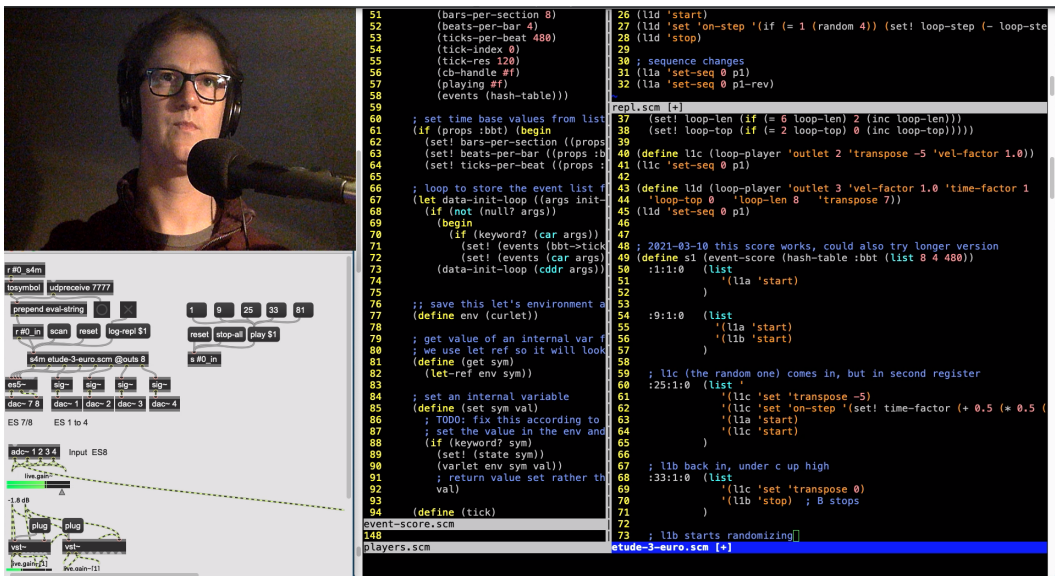 r #0_s4m
tosymbol
udpreceive 7777
prepend eval-string
r #0_in
scan
reset
log-repl $1
s4m etude-3-euro.scm @outs 8
es5~
sig~
sig~
sig~
sig~
dac~ 7 8
dac~ 1
dac~ 2
dac~ 3
dac~ 4
ES 7/8
ES 1 to 4
adc~ 1 2 3 4
Input ES8
live.gain~
-1.8 dB
plug
plug
vst~
vst~
live.gain~[1]
live.gain~[1]
1
9
25
33
81
reset
stop-all
play $1
s #0_in
51 (bars-per-section 8)
52 (beats-per-bar 4)
53 (ticks-per-beat 480)
54 (tick-index 0)
55 (tick-res 120)
56 (cb-handle #f)
57 (playing #f)
58 (events (hash-table)))
59
60 ; set time base values from list
61 (if (props :bbt) (begin
62 (set! bars-per-section ((props
63 (set! beats-per-bar ((props :b
64 (set! ticks-per-beat ((props :
65
66 ; loop to store the event list f
67 (let data-init-loop ((args init-
68 (if (not (null? args))
69 (begin
70 (if (keyword? (car args))
71 (set! (events (bbt->tick
72 (set! (events (car args)
73 (data-init-loop (cddr args))
74
75
76 ;; save this let's environment a
77 (define env (curlet))
78
79 ; get value of an internal var f
80 ; we use let ref so it will look
81 (define (get sym)
82 (let-ref env sym))
83
84 ; set an internal variable
85 (define (set sym val)
86 ; TODO: fix this according to
87 ; set the value in the env and
88 (if (keyword? sym)
89 (set! (state sym))
90 (varlet env sym val))
91 ; return value set rather th
92 val)
93
94 (define (tick)
event-score.scm
148
players.scm
26 (l1d 'start)
27 (l1d 'set 'on-step '(if (= 1 (random 4)) (set! loop-step (- loop-ste
28 (l1d 'stop)
29
30 ; sequence changes
31 (l1a 'set-seq 0 p1)
32 (l1a 'set-seq 0 p1-rev)
~
repl.scm [+]
37 (set! loop-len (if (= 6 loop-len) 2 (inc loop-len)))
38 (set! loop-top (if (= 2 loop-top) 0 (inc loop-top)))))
39
40 (define l1c (loop-player 'outlet 2 'transpose -5 'vel-factor 1.0))
41 (l1c 'set-seq 0 p1)
42
43 (define l1d (loop-player 'outlet 3 'vel-factor 1.0 'time-factor 1
44 'loop-top 0 'loop-len 8 'transpose 7))
45 (l1d 'set-seq 0 p1)
46
47
48 ; 2021-03-10 this score works, could also try longer version
49 (define s1 (event-score (hash-table :bbt (list 8 4 480))
50 :1:1:0 (list
51 '(l1a 'start)
52 )
53
54 :9:1:0 (list
55 '(l1a 'start)
56 '(l1b 'start)
57 )
58
59 ; l1c (the random one) comes in, but in second register
60 :25:1:0 (list '
61 '(l1c 'set 'transpose -5)
62 '(l1c 'set 'on-step '(set! time-factor (+ 0.5 (* 0.5 (
63 '(l1a 'start)
64 '(l1c 'start)
65 )
66
67 ; l1b back in, under c up high
68 :33:1:0 (list
69 '(l1c 'set 'transpose 0)
70 '(l1b 'stop) ; B stops
71 )
72
73 ; l1b starts randomizing
etude-3-euro.scm [+]